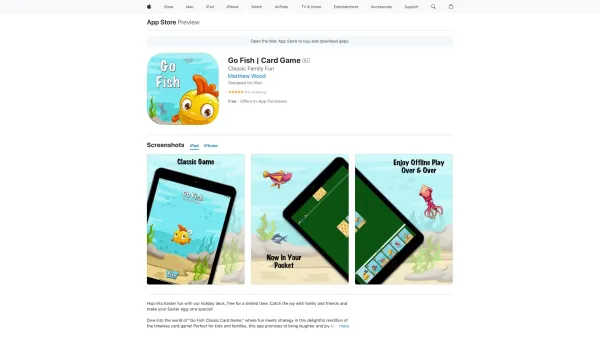 Store Mac iPad iPhone Watch AirPods TV & Home Entertainment Accessories Support
App Store Preview
Open the Mac App Store to buy and download apps.
Go Fish
Go Fish | Card Game 4+
Classic Family Fun
Matthew Wood
Designed for iPad
Free · Offers In-App Purchases
Screenshots iPad iPhone
Classic Game
Go Fish
Now In Your
Pocket
Enjoy Offline Play
Over & Over
Hop into Easter fun with our holiday deck, free for a limited time. Catch the joy with family and friends and
make your Easter egg-stra special!
Dive into the world of "Go Fish Classic Card Game," where fun meets strategy in this delightful rendition of
the timeless card game! Perfect for kids and families, this app promises to bring laughter and joy to more